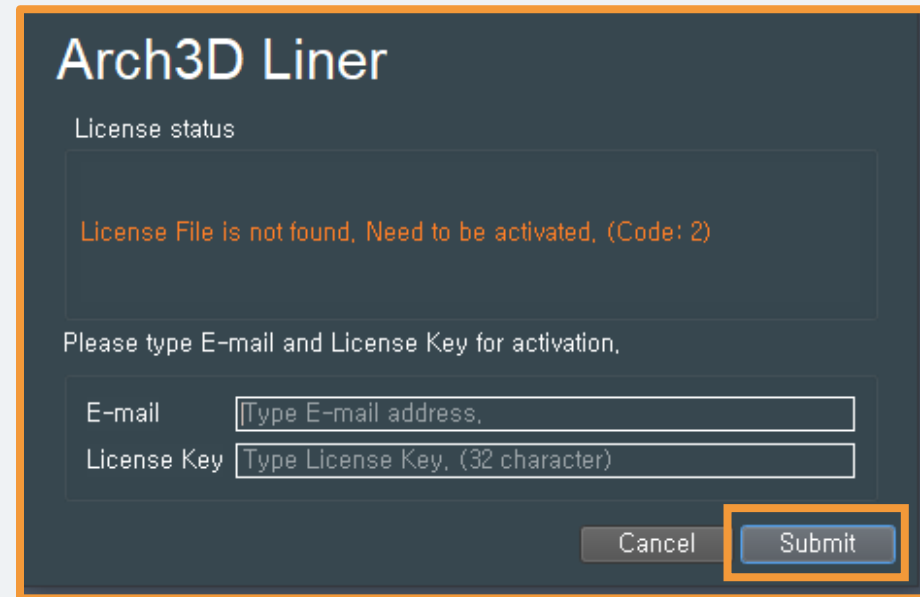 Arch3D Liner
License status
License File is not found, Need to be activated, (Code: 2)
Please type E-mail and License Key for activation,
E-mail Type E-mail address,
License Key Type License Key, (32 character)
Cancel Submit